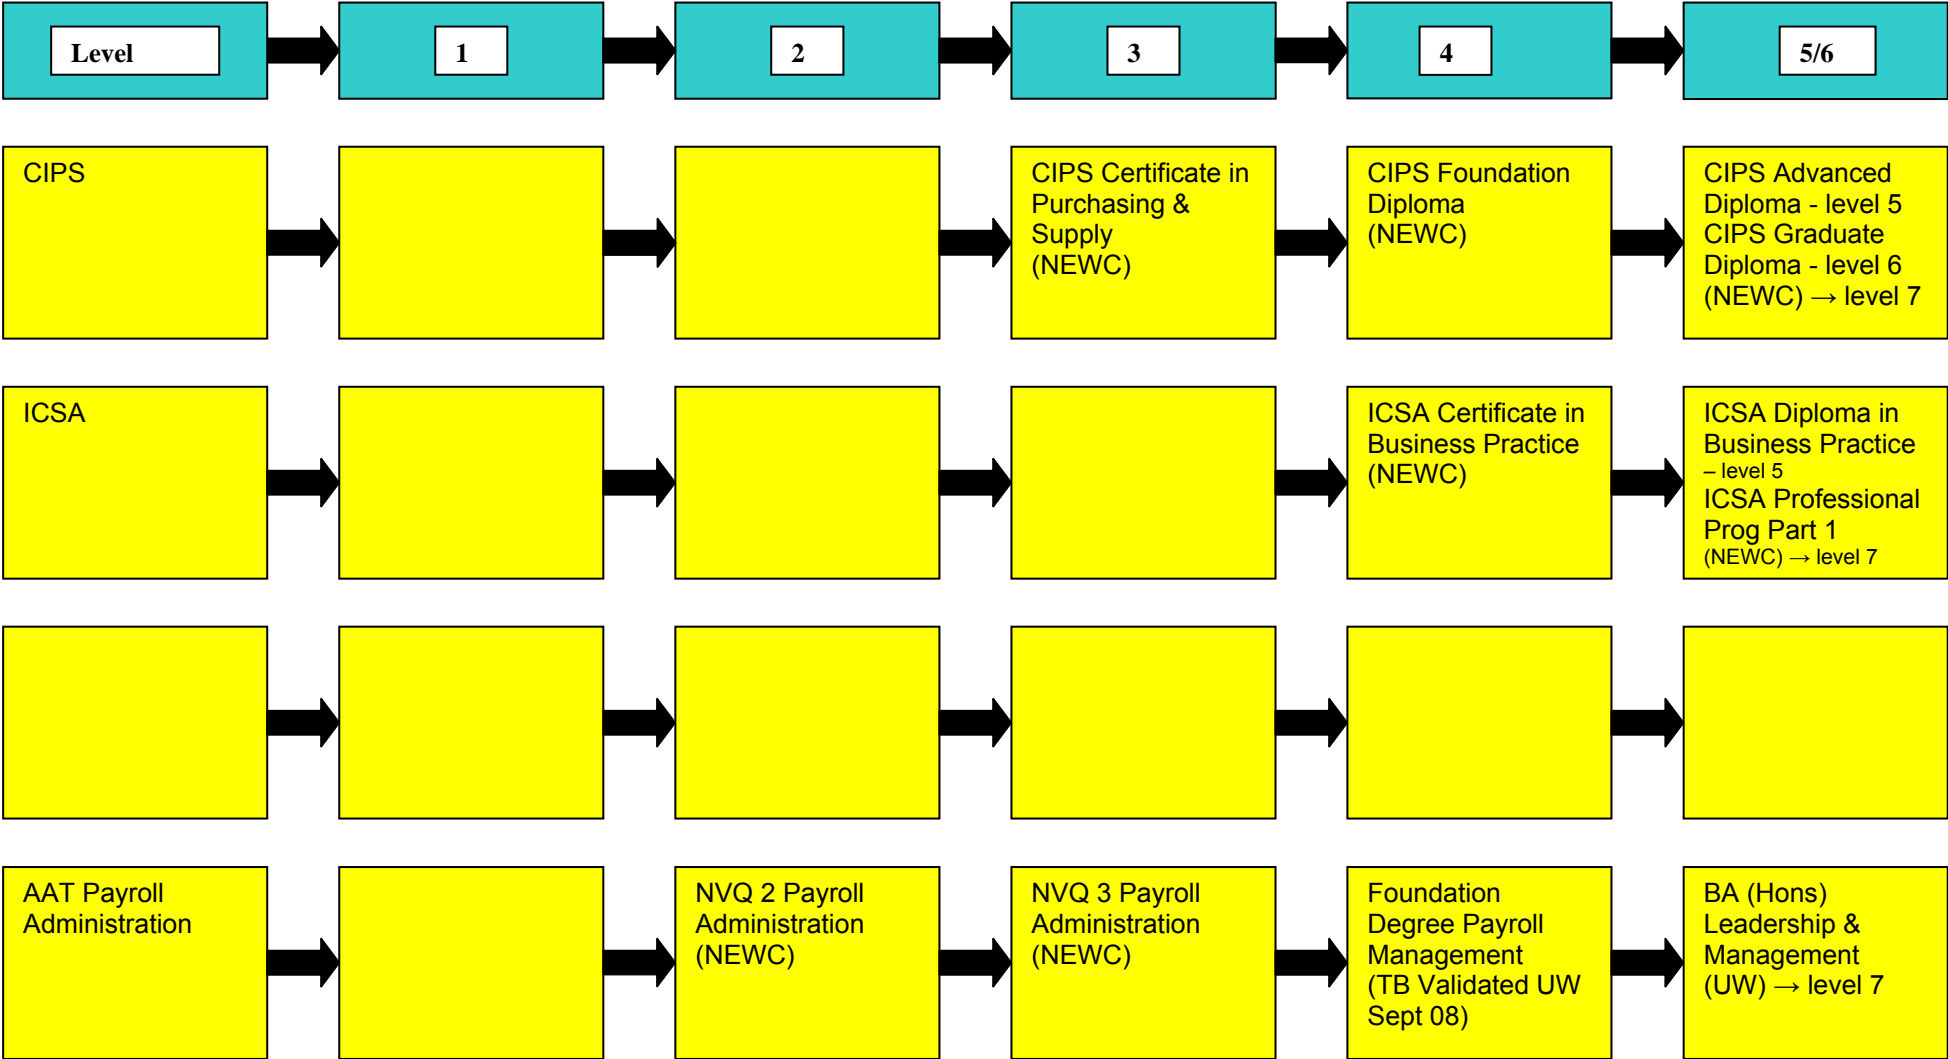 Level
1
2
3
4
5/6
CIPS
CIPS Certificate in
Purchasing &
Supply
(NEWC)
CIPS Foundation
Diploma
(NEWC)
CIPS Advanced
Diploma - level 5
CIPS Graduate
Diploma - level 6
(NEWC) → level 7
ICSA
ICSA Certificate in
Business Practice
(NEWC)
ICSA Diploma in
Business Practice
– level 5
ICSA Professional
Prog Part 1
(NEWC) → level 7
AAT Payroll
Administration
NVQ 2 Payroll
Administration
(NEWC)
NVQ 3 Payroll
Administration
(NEWC)
Foundation
Degree Payroll
Management
(TB Validated UW
Sept 08)
BA (Hons)
Leadership &
Management
(UW) → level 7